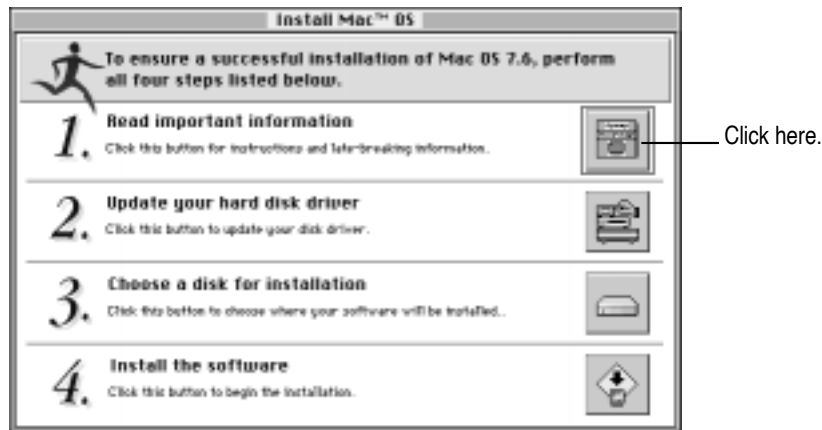 Install Mac™ OS
To ensure a successful installation of Mac OS 7.6, perform
all four steps listed below.
1.
Read important information
Click this button for instructions and late-breaking information.
Click here.
2.
Update your hard disk driver
Click this button to update your disk driver.
3.
Choose a disk for installation
Click this button to choose where your software will be installed..
4.
Install the software
Click this button to begin the installation.